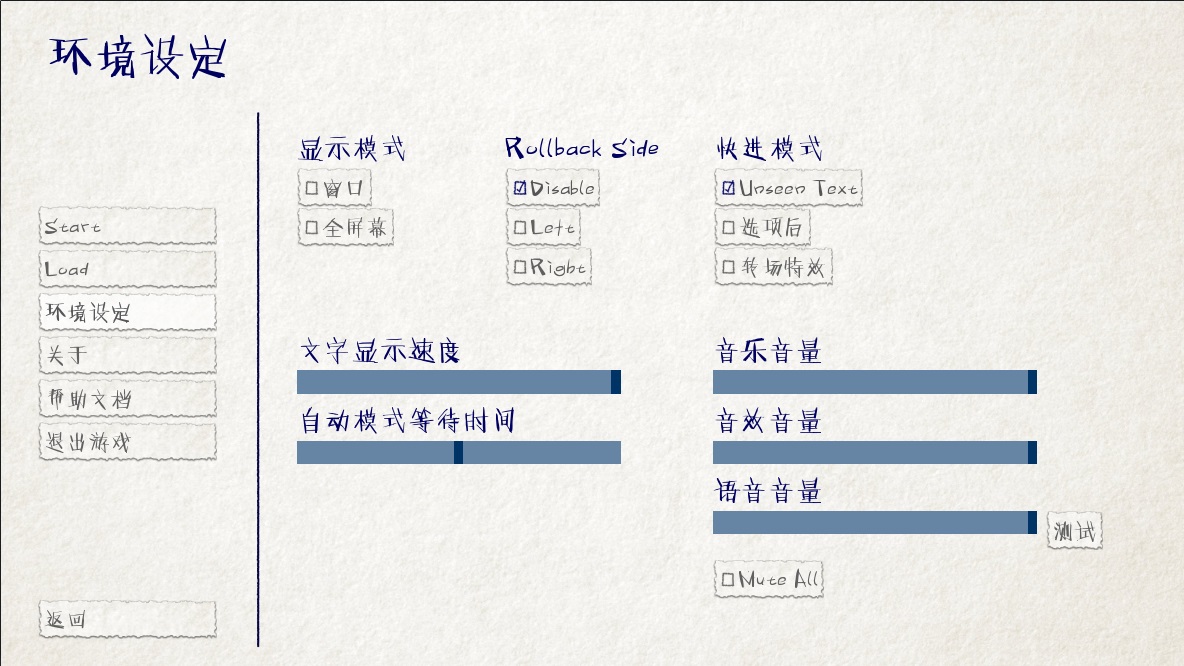 环境设定
Start
Load
环境设定
关于
帮助文档
退出游戏
返回
显示模式
窗口
全屏幕
Rollback Side
Disable
Left
Right
快进模式
Unseen Text
选项后
转场特效
文字显示速度
自动模式等待时间
音乐音量
音效音量
语音音量
测试
Mute All